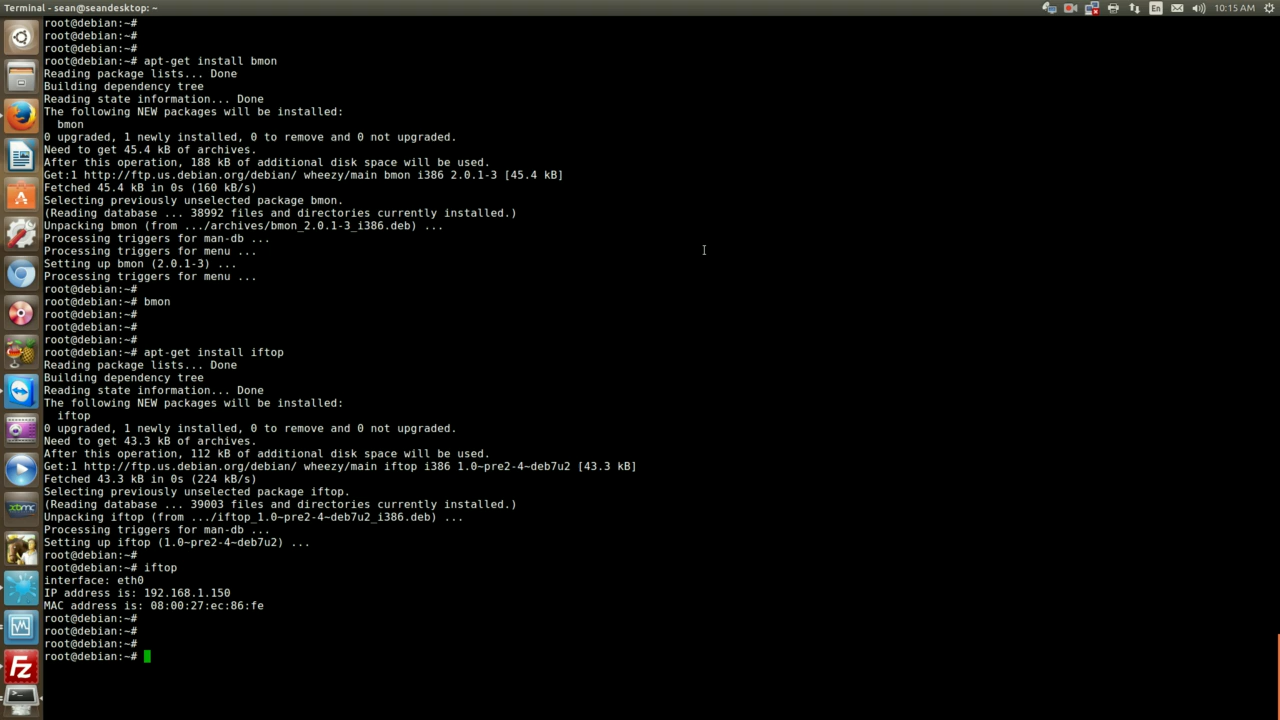 Terminal - sean@seandesktop: ~
En
10:15 AM
root@debian:~#
root@debian:~#
root@debian:~#
root@debian:~# apt-get install bmon
Reading package lists... Done
Building dependency tree
Reading state information... Done
The following NEW packages will be installed:
  bmon
0 upgraded, 1 newly installed, 0 to remove and 0 not upgraded.
Need to get 45.4 kB of archives.
After this operation, 188 kB of additional disk space will be used.
Get:1 http://ftp.us.debian.org/debian/ wheezy/main bmon i386 2.0.1-3 [45.4 kB]
Fetched 45.4 kB in 0s (160 kB/s)
Selecting previously unselected package bmon.
(Reading database ... 38992 files and directories currently installed.)
Unpacking bmon (from .../archives/bmon_2.0.1-3_i386.deb) ...
Processing triggers for man-db ...
Processing triggers for menu ...
Setting up bmon (2.0.1-3) ...
Processing triggers for menu ...
root@debian:~#
root@debian:~# bmon
root@debian:~#
root@debian:~#
root@debian:~#
root@debian:~# apt-get install iftop
Reading package lists... Done
Building dependency tree
Reading state information... Done
The following NEW packages will be installed:
  iftop
0 upgraded, 1 newly installed, 0 to remove and 0 not upgraded.
Need to get 43.3 kB of archives.
After this operation, 112 kB of additional disk space will be used.
Get:1 http://ftp.us.debian.org/debian/ wheezy/main iftop i386 1.0~pre2-4~deb7u2 [43.3 kB]
Fetched 43.3 kB in 0s (224 kB/s)
Selecting previously unselected package iftop.
(Reading database ... 39003 files and directories currently installed.)
Unpacking iftop (from .../iftop_1.0~pre2-4~deb7u2_i386.deb) ...
Processing triggers for man-db ...
Setting up iftop (1.0~pre2-4~deb7u2) ...
root@debian:~#
root@debian:~# iftop
interface: eth0
IP address is: 192.168.1.150
MAC address is: 08:00:27:ec:86:fe
root@debian:~#
root@debian:~#
root@debian:~#
root@debian:~#
xbmc
Fz